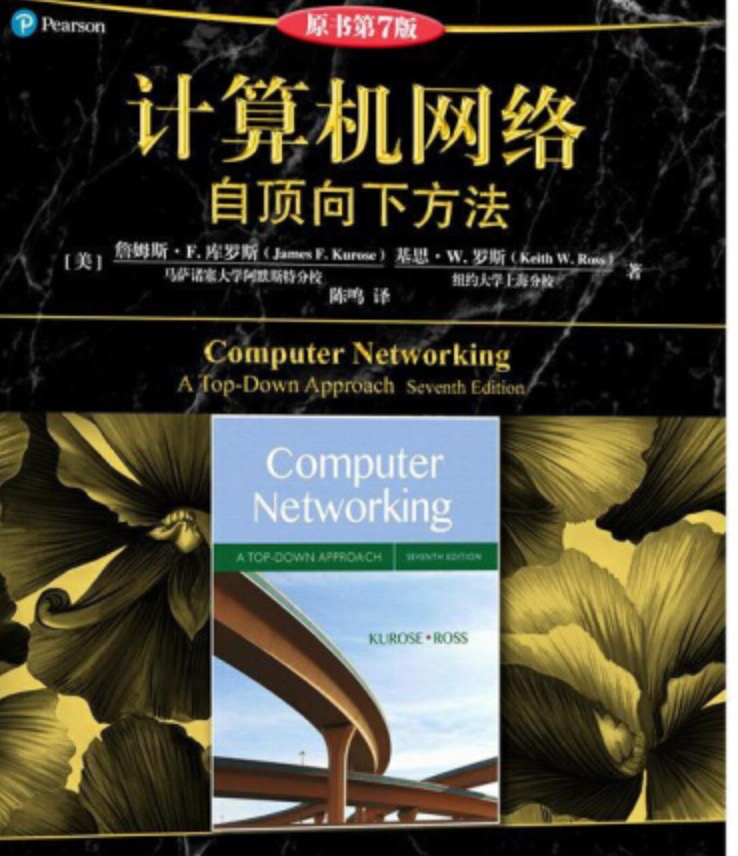 Pearson
原书第7版
计算机网络
自顶向下方法
[美] 詹姆斯·F. 库罗斯 (James F. Kurose) 基思·W. 罗斯 (Keith W. Ross) 著
马萨诸塞大学阿默斯特分校 纽约大学上海分校
陈鸣 译
Computer Networking
A Top-Down Approach Seventh Edition
Computer
Networking
A TOP-DOWN APPROACH SEVENTH EDITION
KUROSE • ROSS